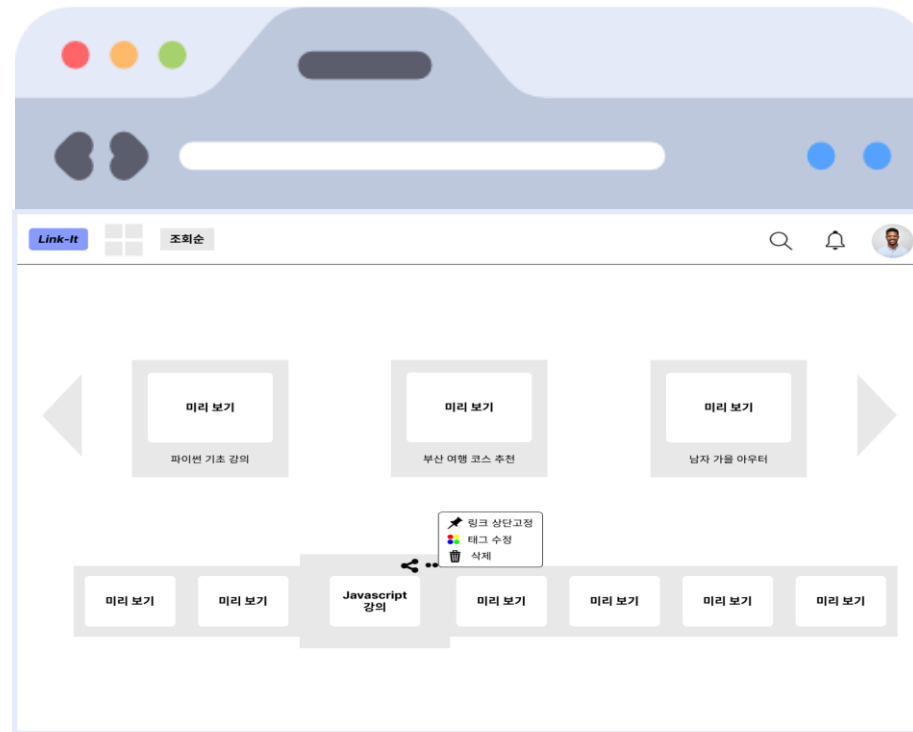 Link-It
조회순
미리 보기
미리 보기
미리 보기
파이썬 기초 강의
부산 여행 코스 추천
남자 가을 아우터
링크 상단고정
태그 수정
삭제
미리 보기
미리 보기
Javascript
강의
미리 보기
미리 보기
미리 보기
미리 보기